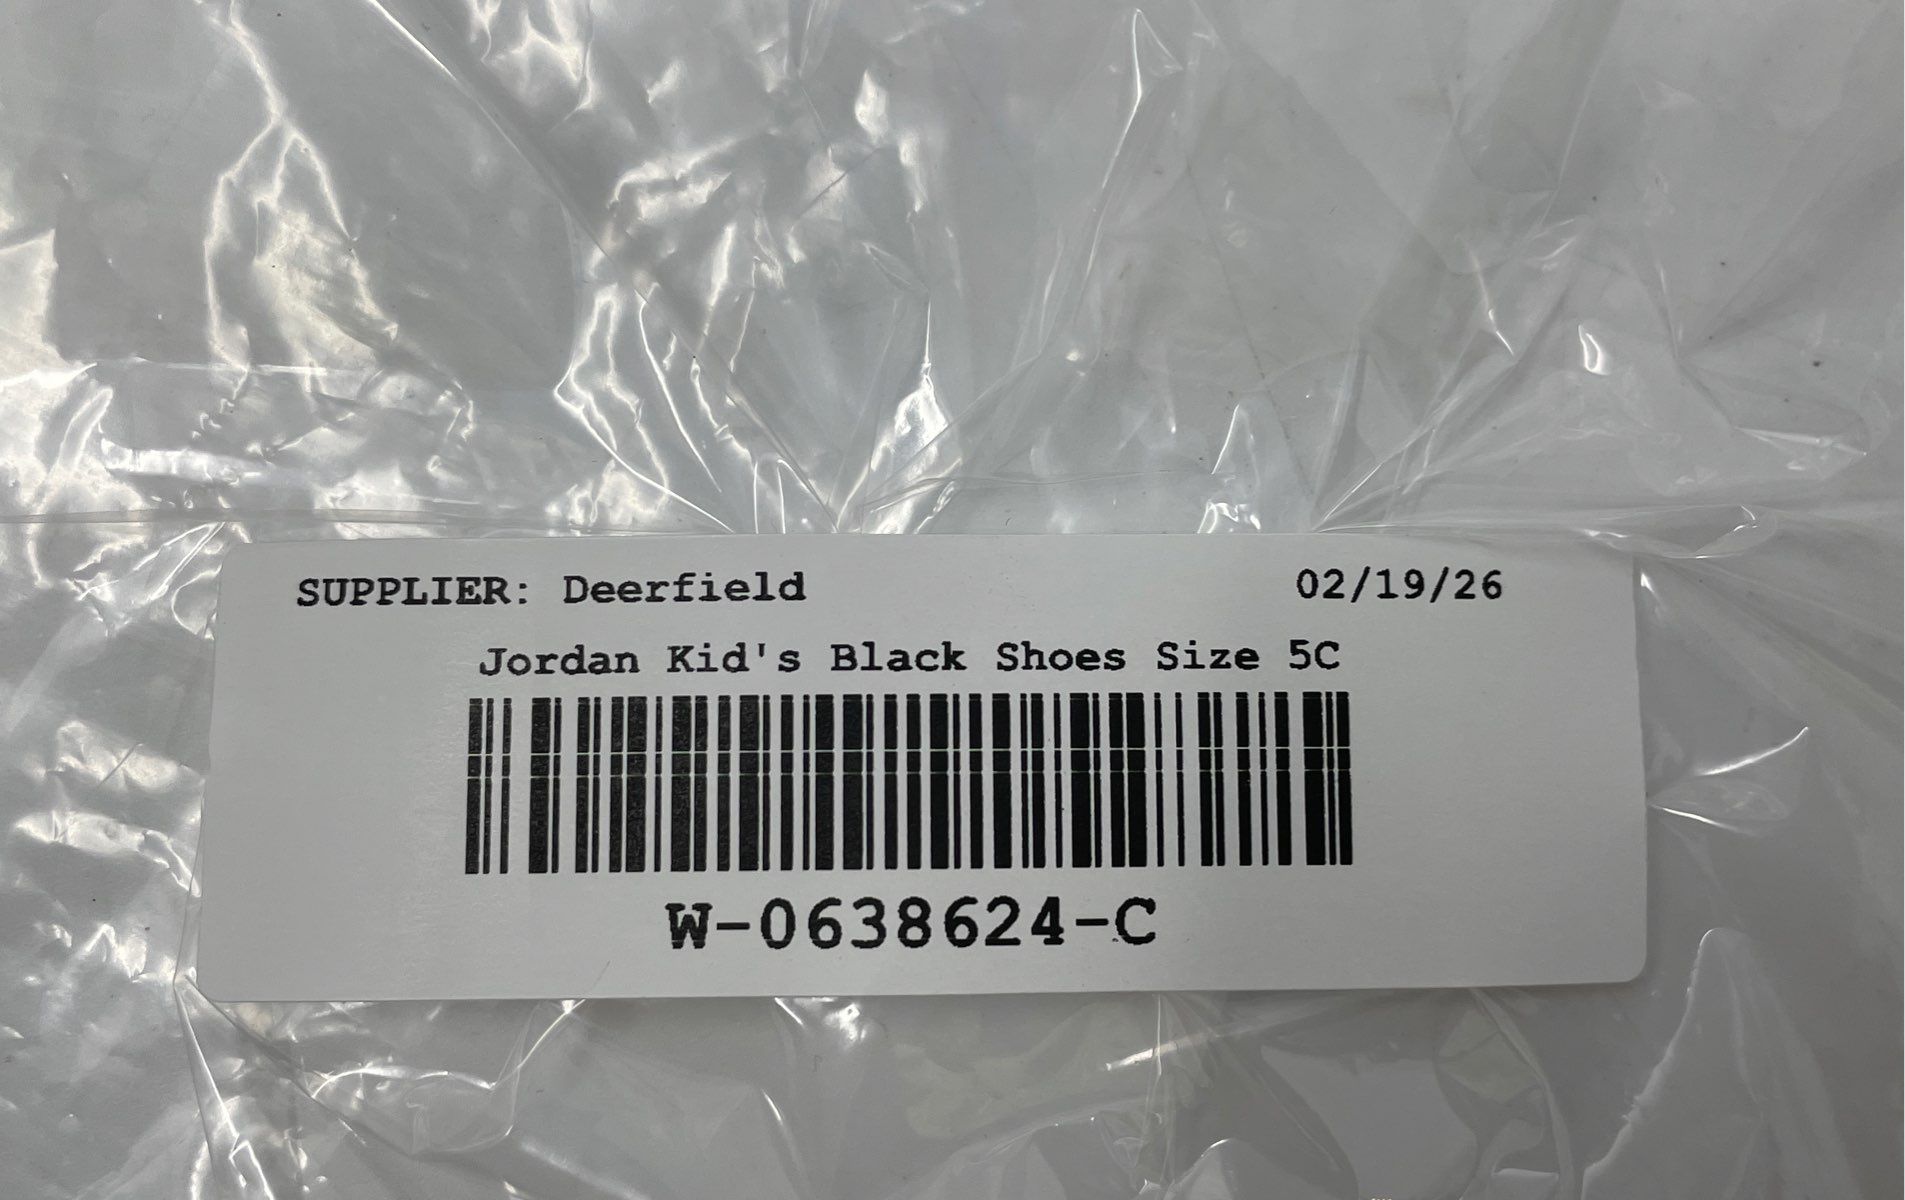 SUPPLIER: Deerfield 02/19/26
Jordan Kid's Black Shoes Size 5C
W-0638624-C